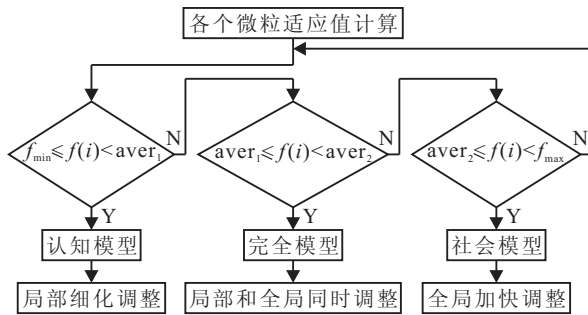 各个微粒适应值计算
f_min≤f(i)<aver_1
N
aver_1≤f(i)<aver_2
N
aver_2≤f(i)<f_max
N
Y
Y
Y
认知模型
完全模型
社会模型
局部细化调整
局部和全局同时调整
全局加快调整